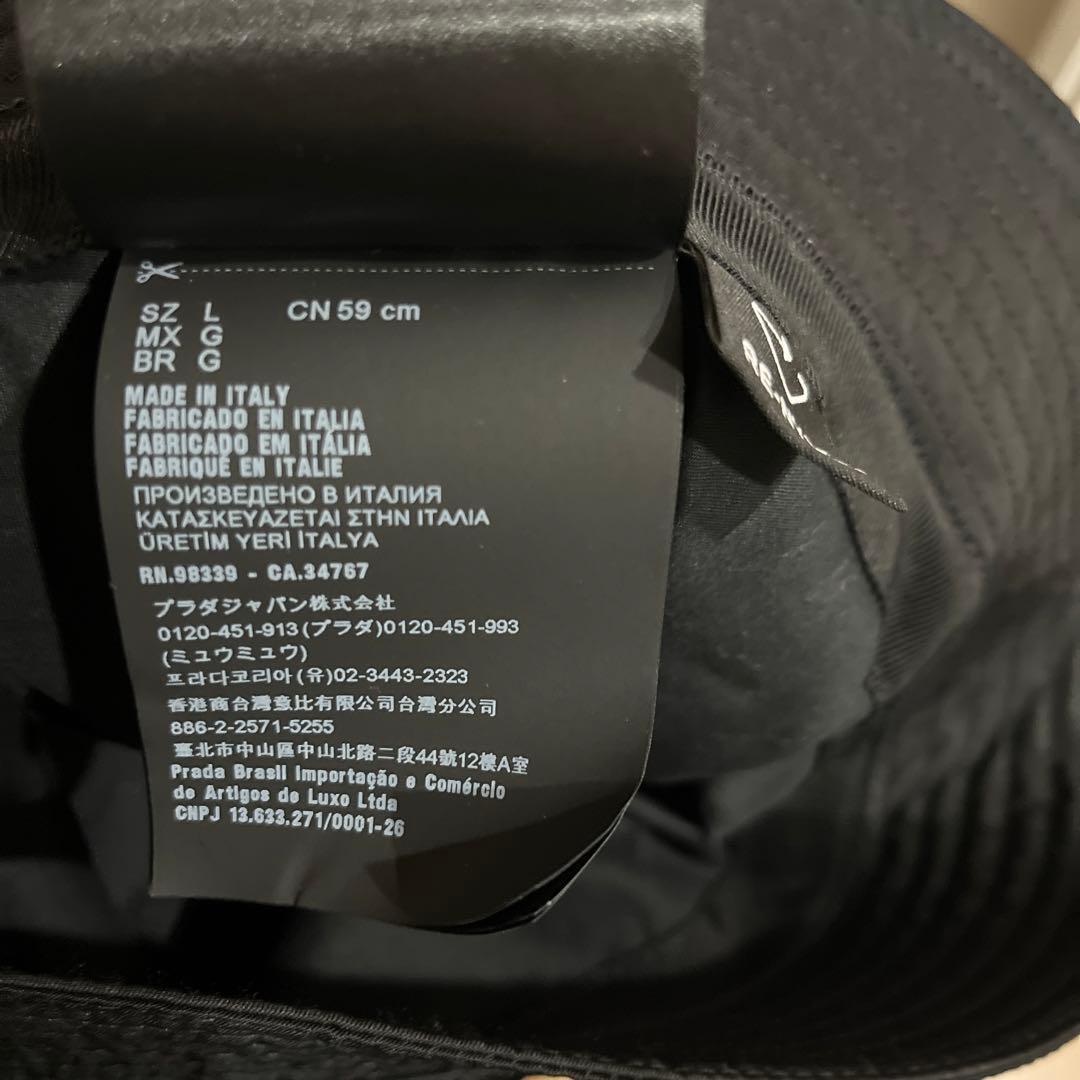 SZ L CN 59 cm
MX G
BR G
MADE IN ITALY
FABRICADO EN ITALIA
FABRICADO EM ITÁLIA
FABRIQUÉ EN ITALIE
ПРОИЗВЕДЕНО В ИТАЛИЯ
ΚΑΤΑΣΚΕΥΑΖΕΤΑΙ ΣΤΗΝ ΙΤΑΛΙΑ
ÜRETİM YERİ İTALYA
RN.98339 - CA.34767
プラダジャパン株式会社
0120-451-913(プラダ)0120-451-993
(ミュウミュウ)
프라다코리아(유)02-3443-2323
香港商台灣普比有限公司台灣分公司
886-2-2571-5255
臺北市中山區中山北路二段44號12樓A室
Prada Brasil Importação e Comércio
de Artigos de Luxo Ltda
CNPJ 13.633.271/0001-26